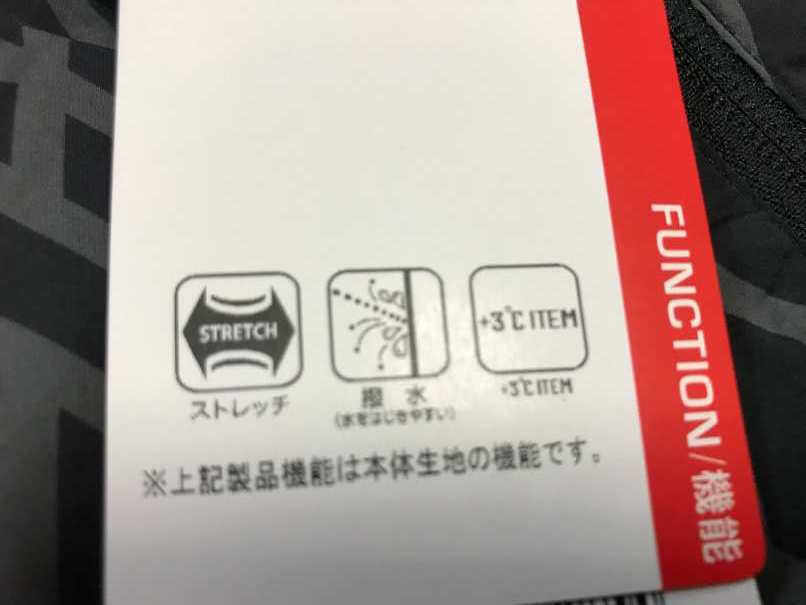 STRETCH
ストレッチ
撥水
(水をはじきやすい)
+3℃ ITEM
+3℃ ITEM
※上記製品機能は本体生地の機能です。
FUNCTION/機能